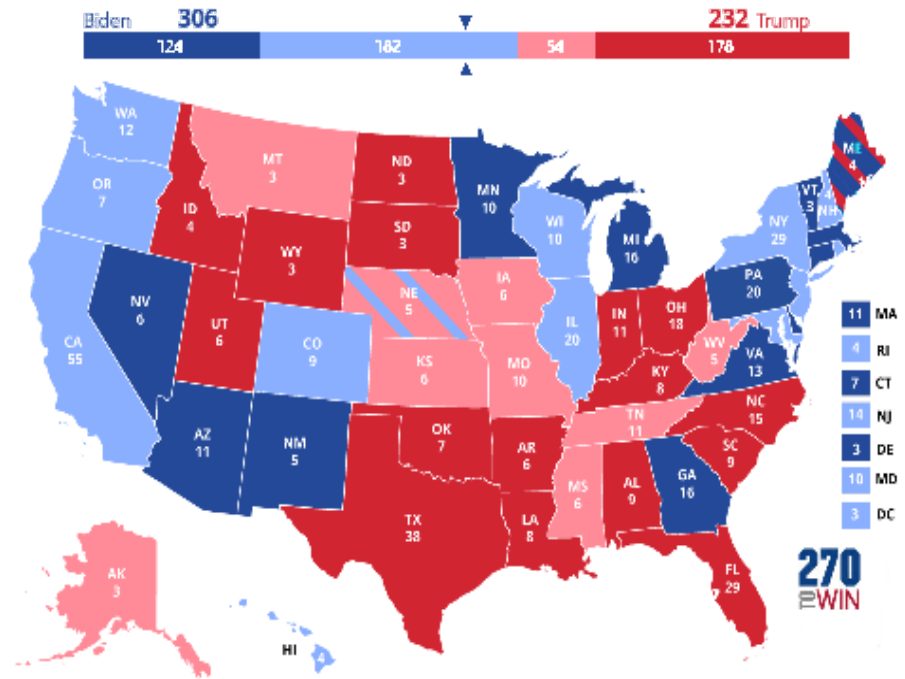 Biden 306
232 Trump
124 182 54 178
WA
12
OR
7
CA
55
NV
6
ID
4
MT
3
WY
3
UT
6
CO
9
AZ
11
NM
5
ND
3
SD
3
NE
5
KS
6
OK
7
TX
38
MN
10
IA
6
MO
10
AR
6
LA
8
WI
10
IL
20
MI
16
IN
11
OH
18
KY
8
TN
11
MS
6
AL
9
GA
16
FL
29
SC
9
NC
15
VA
13
WV
5
PA
20
NY
29
VT
3
4
NH
ME
4
11 MA
4 RI
7 CT
14 NJ
3 DE
10 MD
3 DC
AK
3
HI
4
270
TO
WIN